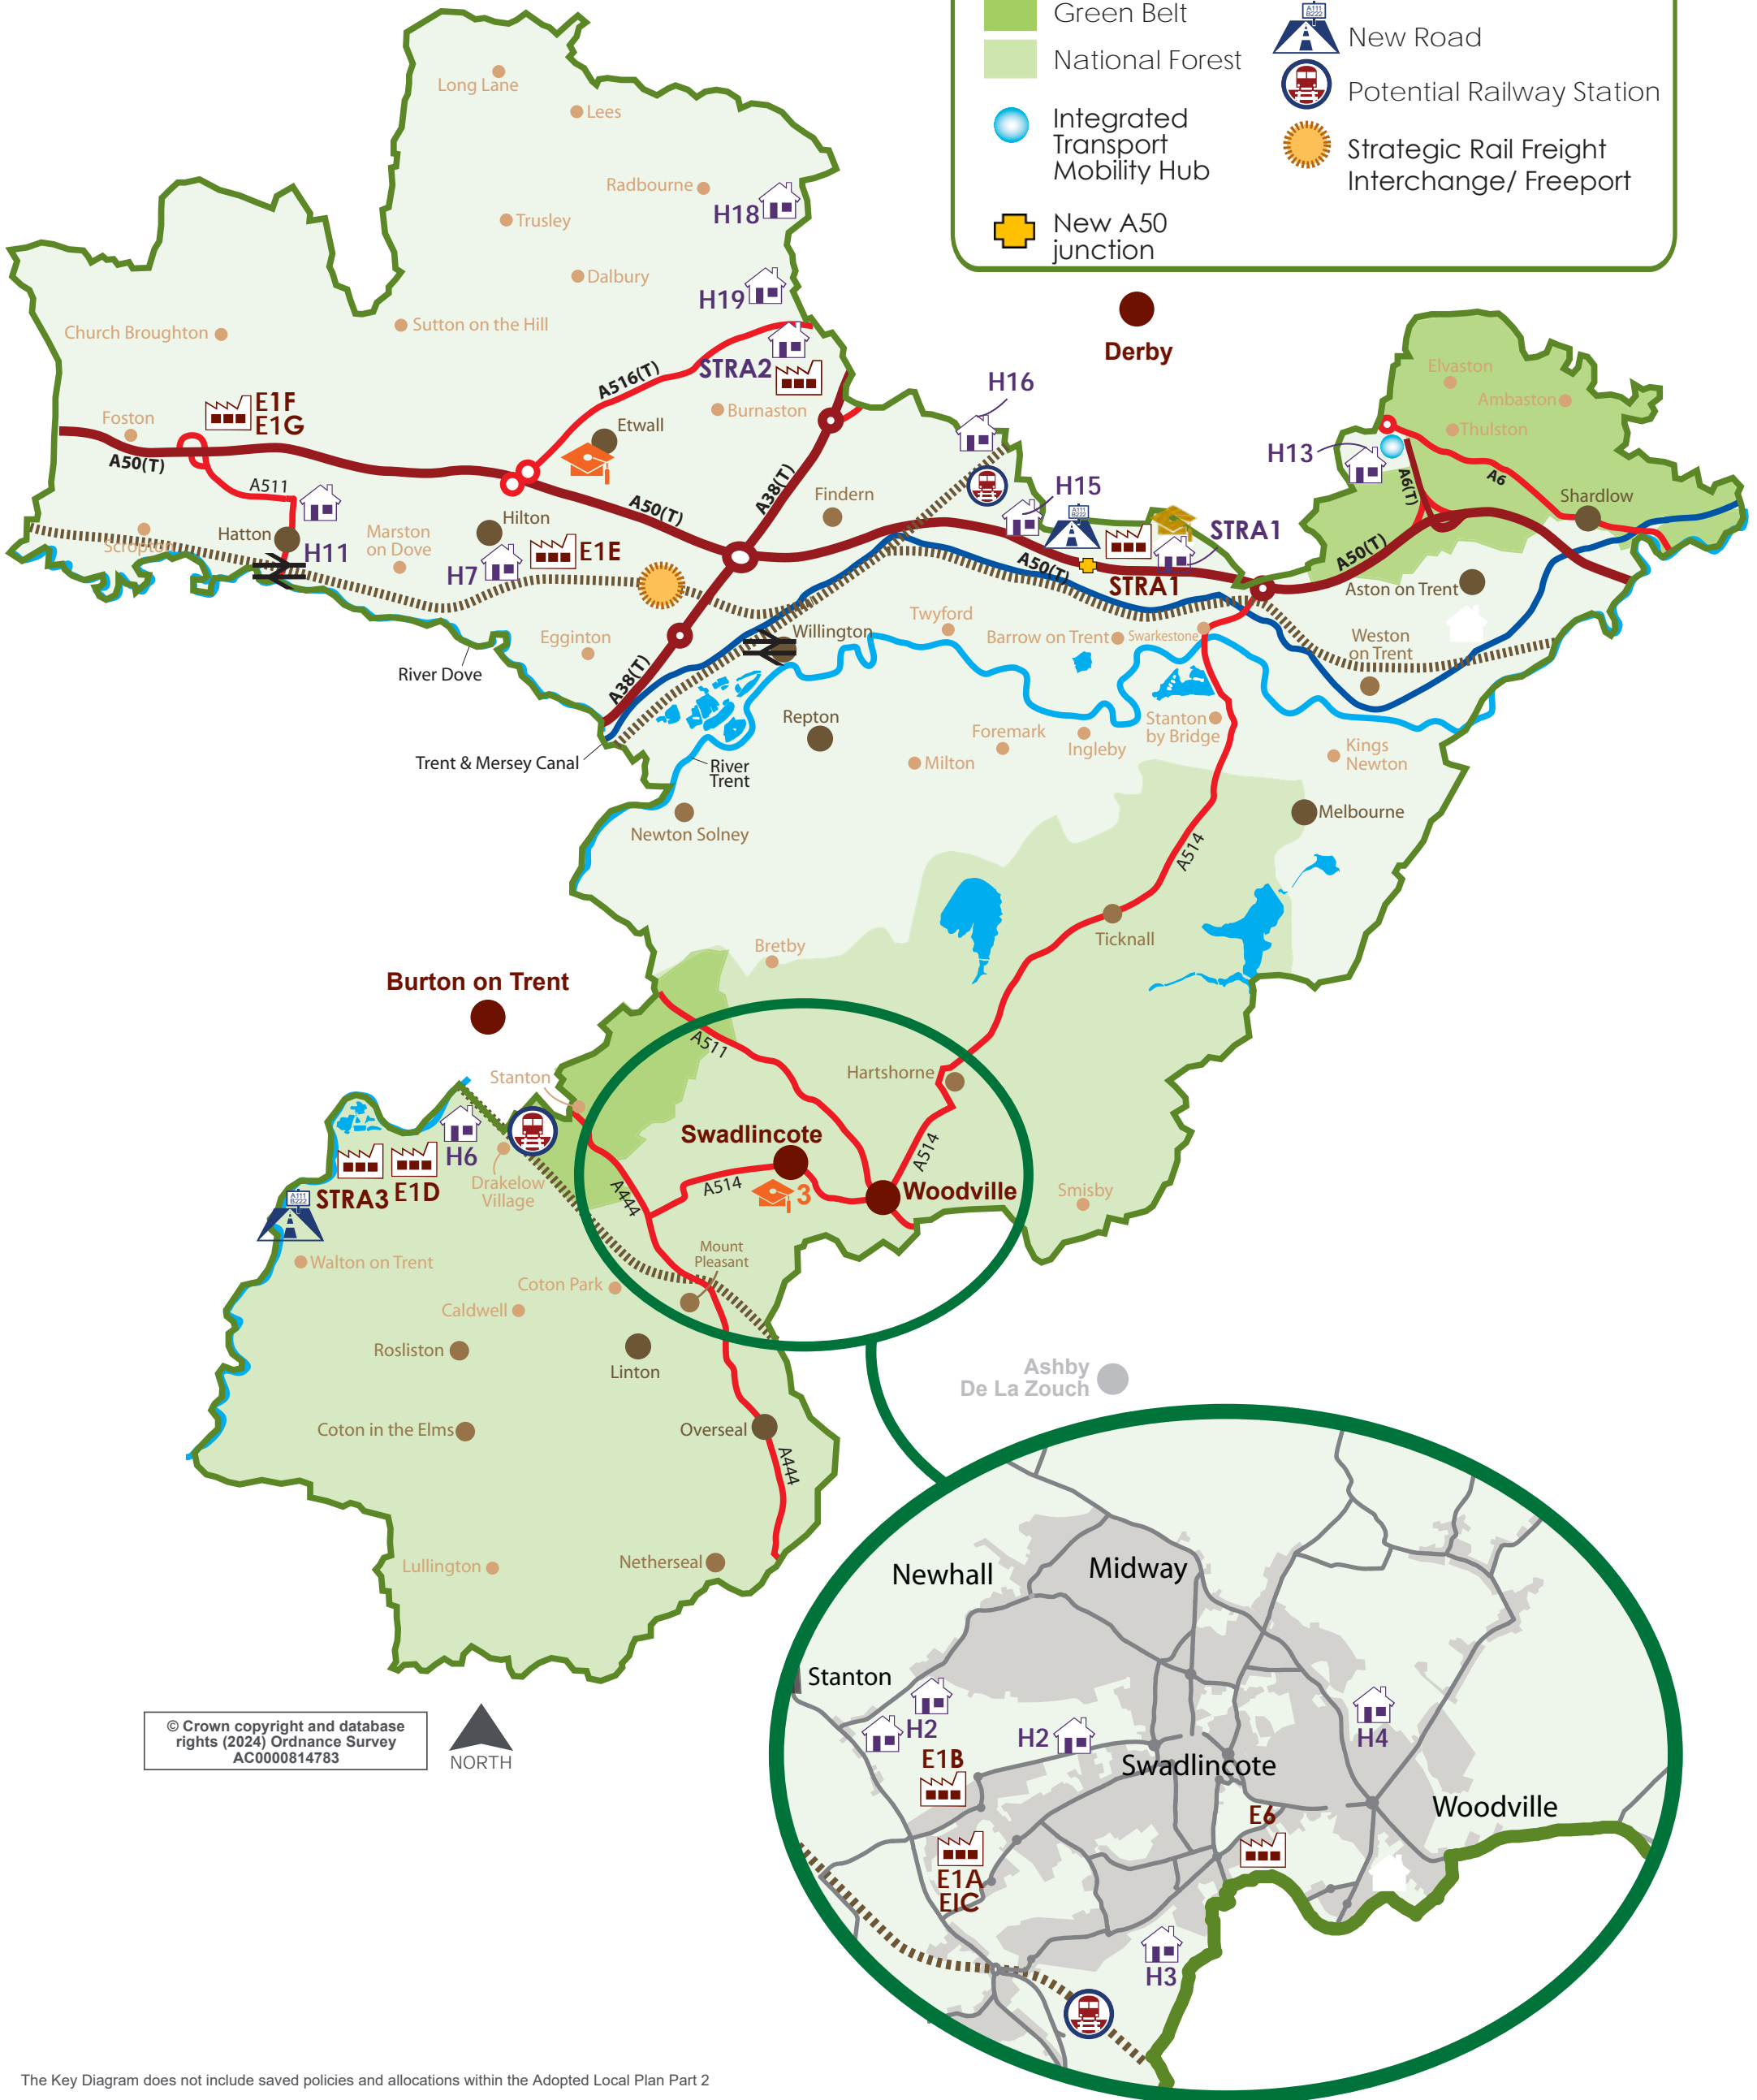 Green Belt
National Forest
Integrated
Transport
Mobility Hub
New A50
junction
A111
B222
New Road
Potential Railway Station
Strategic Rail Freight
Interchange/ Freeport
Long Lane
Lees
Radbourne
H18
Trusley
Dalbury
H19
Sutton on the Hill
Church Broughton
STRA2
A516(T)
Burnaston
Derby
H16
Elvaston
Ambaston
Thulston
H13
A6(T)
A6
Shardlow
Foston
E1F
E1G
A50(T)
A511
Etwall
A50(T)
A38(T)
Findern
H15
A111
B222
STRA1
A50(T)
STRA1
A50(T)
Aston on Trent
Scropton
Hatton
H11
Marston
on Dove
Hilton
H7
E1E
Egginton
Willington
Twyford
Barrow on Trent
Swarkestone
Weston
on Trent
River Dove
A38(T)
Repton
Foremark
Ingleby
Stanton
by Bridge
Kings
Newton
Milton
Trent & Mersey Canal
River
Trent
Newton Solney
Melbourne
A514
Ticknall
Bretby
Burton on Trent
A511
Hartshorne
Stanton
Swadlincote
A514
H6
STRA3
E1D
Drakelow
Village
A444
A514
3
Woodville
Smisby
A111
B222
Walton on Trent
Mount
Pleasant
Coton Park
Caldwell
Rosliston
Linton
Ashby
De La Zouch
Coton in the Elms
Overseal
A444
Lullington
Netherseal
© Crown copyright and database
rights (2024) Ordnance Survey
AC0000814783
NORTH
Newhall
Midway
Stanton
H2
H2
H4
E1B
Swadlincote
E6
Woodville
E1A
EIC
H3
The Key Diagram does not include saved policies and allocations within the Adopted Local Plan Part 2